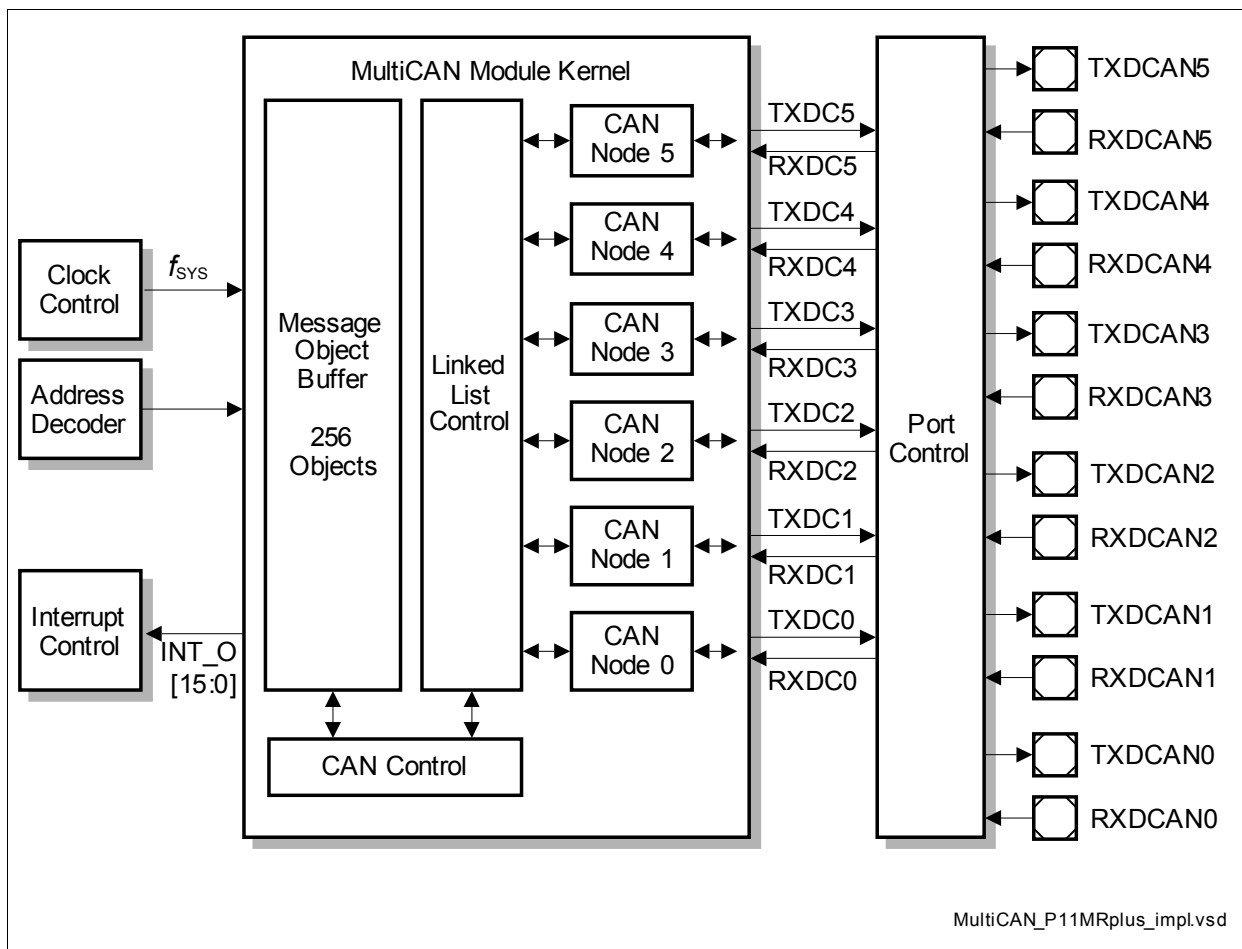 MultiCAN Module Kernel
Clock
Control
fSYS
Address
Decoder
Interrupt
Control
INT_O
[15:0]
Message
Object
Buffer
256
Objects
Linked
List
Control
CAN Control
CAN
Node 5
CAN
Node 4
CAN
Node 3
CAN
Node 2
CAN
Node 1
CAN
Node 0
TXDC5
RXDC5
TXDC4
RXDC4
TXDC3
RXDC3
TXDC2
RXDC2
TXDC1
RXDC1
TXDC0
RXDC0
Port
Control
TXDCAN5
RXDCAN5
TXDCAN4
RXDCAN4
TXDCAN3
RXDCAN3
TXDCAN2
RXDCAN2
TXDCAN1
RXDCAN1
TXDCAN0
RXDCAN0
MultiCAN_P11MRplus_impl.vsd